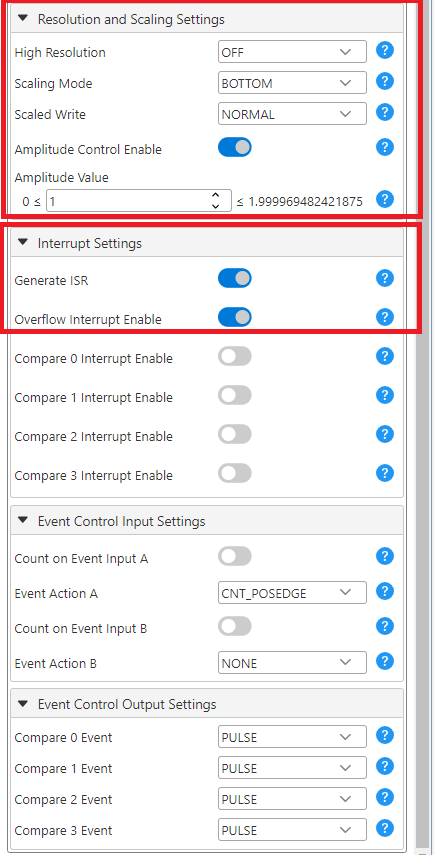 Resolution and Scaling Settings
High Resolution OFF ?
Scaling Mode BOTTOM ?
Scaled Write NORMAL ?
Amplitude Control Enable ?
Amplitude Value
0 ≤ 1 ≤ 1.999969482421875 ?
Interrupt Settings
Generate ISR ?
Overflow Interrupt Enable ?
Compare 0 Interrupt Enable ?
Compare 1 Interrupt Enable ?
Compare 2 Interrupt Enable ?
Compare 3 Interrupt Enable ?
Event Control Input Settings
Count on Event Input A ?
Event Action A CNT_POSEDGE ?
Count on Event Input B ?
Event Action B NONE ?
Event Control Output Settings
Compare 0 Event PULSE ?
Compare 1 Event PULSE ?
Compare 2 Event PULSE ?
Compare 3 Event PULSE ?